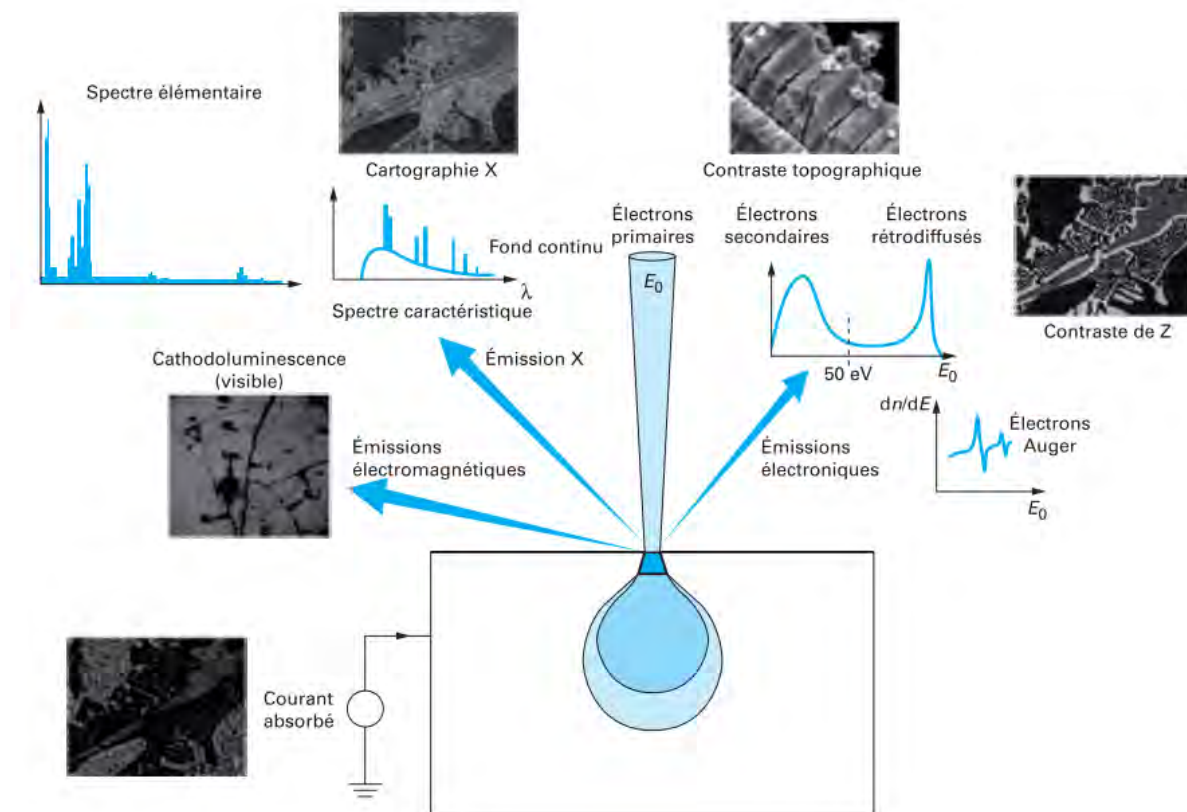 Spectre élémentaire
Cartographie X
Contraste topographique
Électrons
primaires
Électrons
secondaires
Électrons
rétrodiffusés
Fond continu
E0
λ
Spectre caractéristique
50 eV
E0
Contraste de Z
Cathodoluminescence
(visible)
Émission X
dn/dE
Électrons
Auger
E0
Émissions
électromagnétiques
Émissions
électroniques
Courant
absorbé